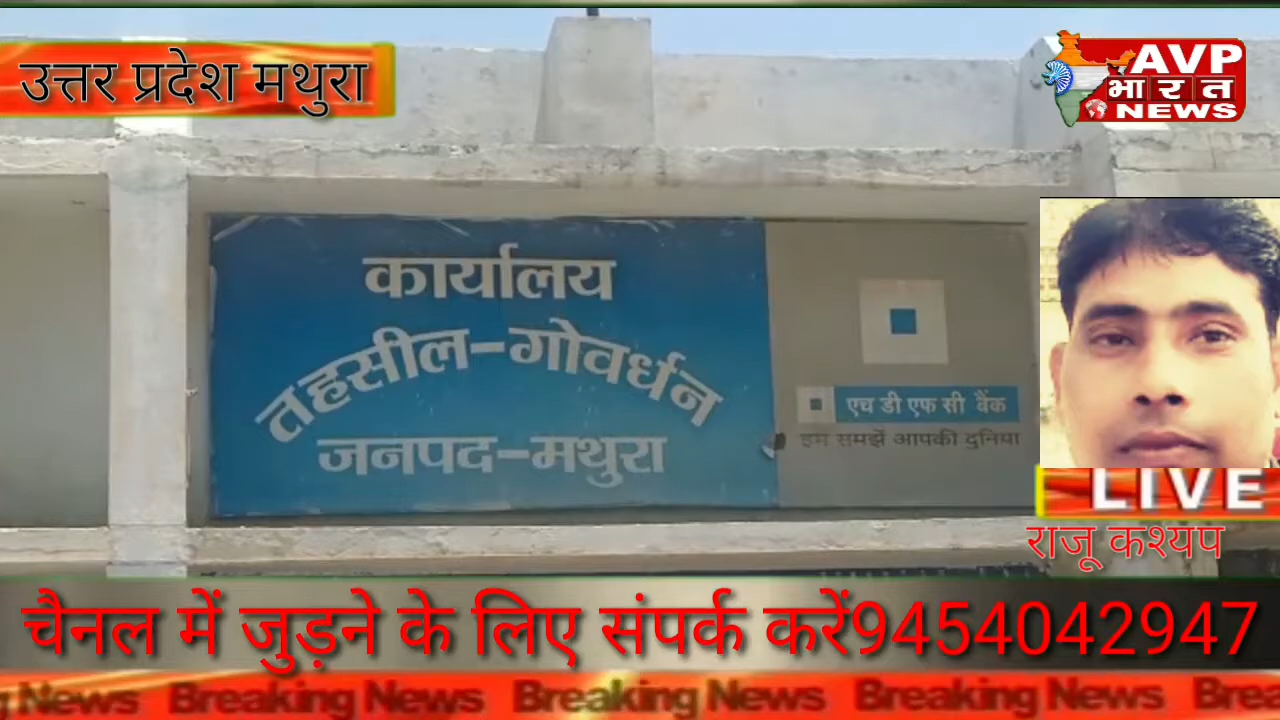 उत्तर प्रदेश मथुरा
AVP
भारत
NEWS
कार्यालय
तहसील-गोवर्धन
जनपद-मथुरा
एच डी एफ सी बैंक
हम समझें आपकी दुनिया
LIVE
राजू कश्यप
चैनल में जुड़ने के लिए संपर्क करें9454042947
News Breaking News Breaking News Breaking News